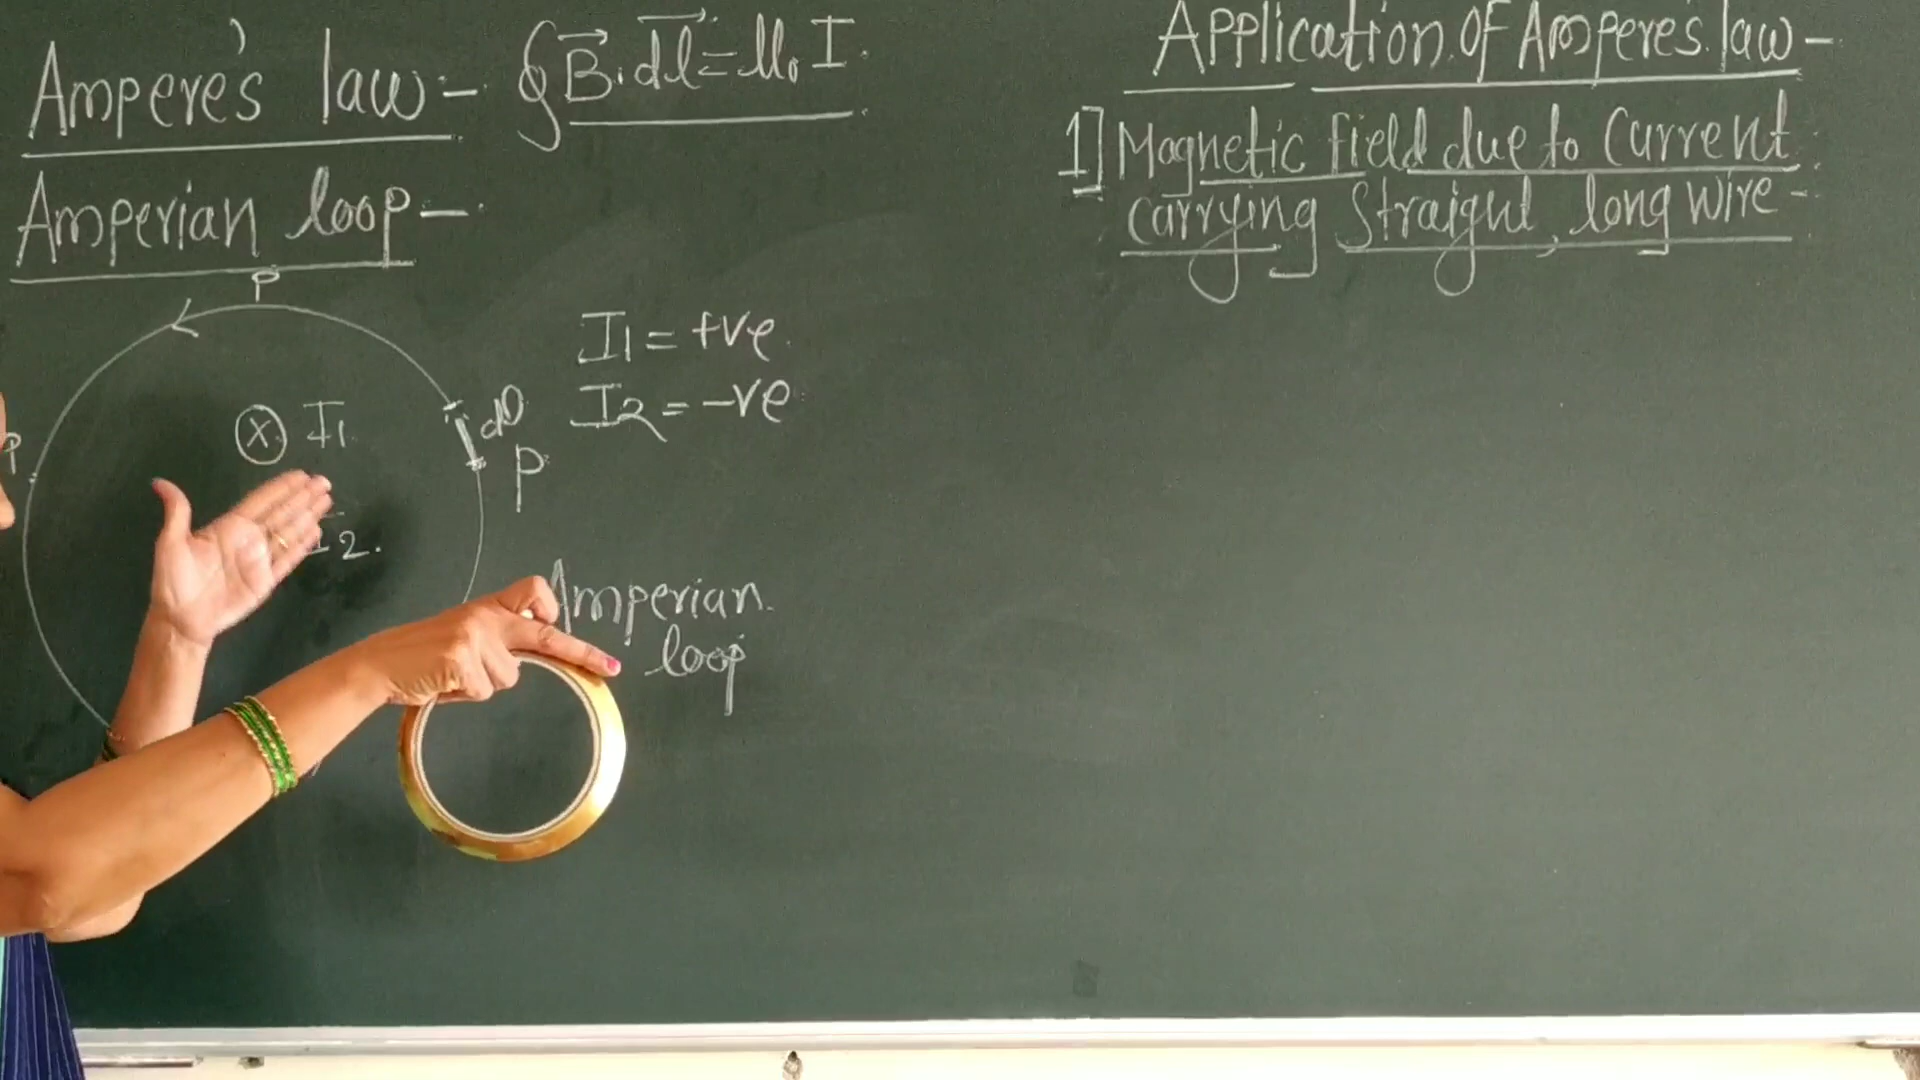 Ampere's law- ∮B⃗.dl⃗=μ₀I
Amperian loop-
P
I1 = +ve
I2 = -ve
P
X I1
dl
P
I2.
Amperian
loop
Application of Ampere's law-
1] Magnetic field due to Current
carrying straight, long wire-